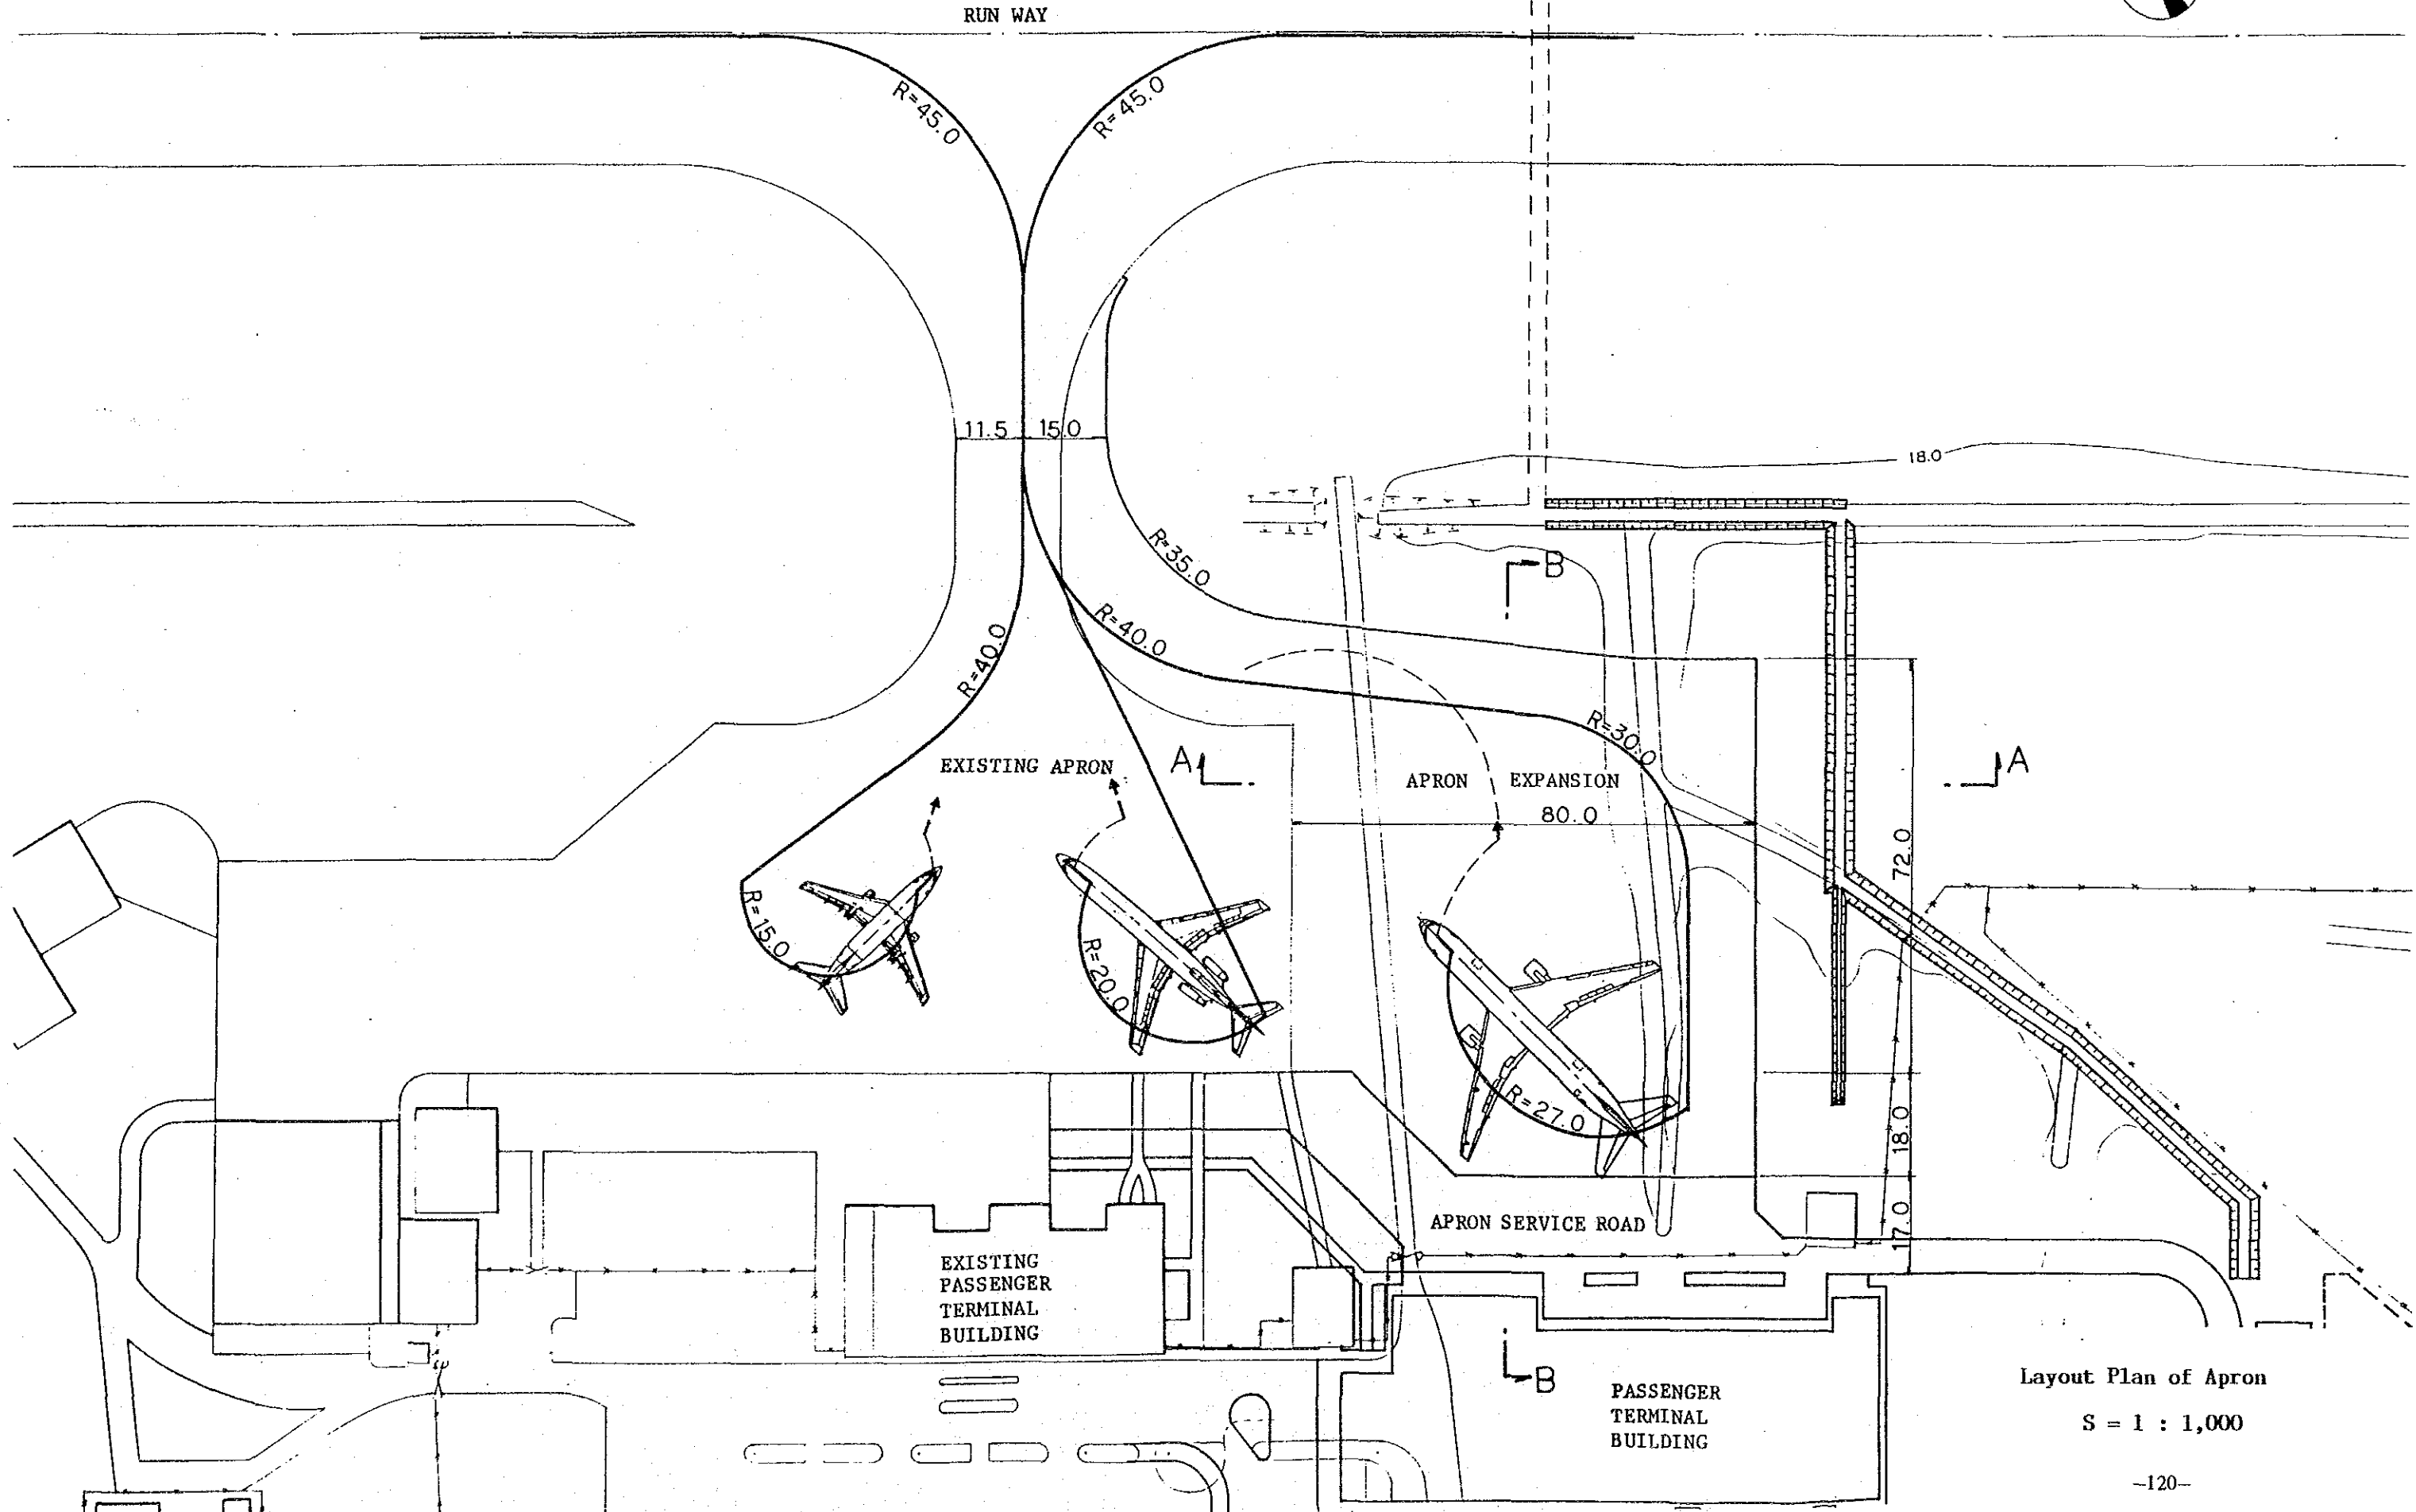 RUN WAY
R=45.0
R=45.0
11.5
15.0
18.0
R=35.0
B
R=40.0
R=40.0
R=30.0
EXISTING APRON
A
APRON EXPANSION
A
80.0
72.0
R=15.0
R=20.0
R=27.0
18.0
17.0
APRON SERVICE ROAD
EXISTING
PASSENGER
TERMINAL
BUILDING
B
PASSENGER
TERMINAL
BUILDING
Layout Plan of Apron
S = 1 : 1,000
—120—